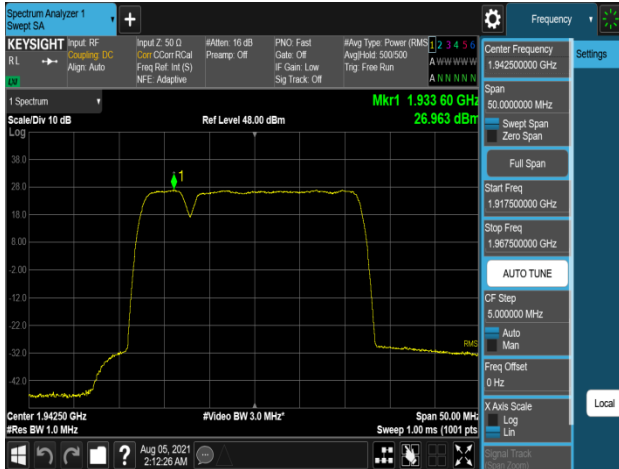 Spectrum Analyzer 1
Swept SA
+
Frequency
KEYSIGHT
RL
LV
Input: RF
Coupling: DC
Align: Auto
Input Z: 50 Ω
Corr CCorr RCal
Freq Ref: Int (S)
NFE: Adaptive
#Atten: 16 dB
Preamp: Off
PNO: Fast
Gate: Off
IF Gain: Low
Sig Track: Off
#Avg Type: Power (RMS
Avg|Hold: 500/500
Trig: Free Run
1 2 3 4 5 6
A W W W W W
A N N N N N
1 Spectrum
Scale/Div 10 dB
Log
Ref Level 48.00 dBm
Mkr1 1.933 60 GHz
26.963 dBm
38.0
28.0
18.0
8.00
-2.00
-12.0
-22.0
-32.0
-42.0
1
RMS
Center 1.94250 GHz
#Res BW 1.0 MHz
#Video BW 3.0 MHz*
Span 50.00 MHz
Sweep 1.00 ms (1001 pts)
?
Aug 05, 2021
2:12:26 AM
Center Frequency
1.942500000 GHz
Span
50.0000000 MHz
Swept Span
Zero Span
Full Span
Start Freq
1.917500000 GHz
Stop Freq
1.967500000 GHz
AUTO TUNE
CF Step
5.000000 MHz
Auto
Man
Freq Offset
0 Hz
X Axis Scale
Log
Lin
Signal Track
(Span Zoom)
Settings
Local